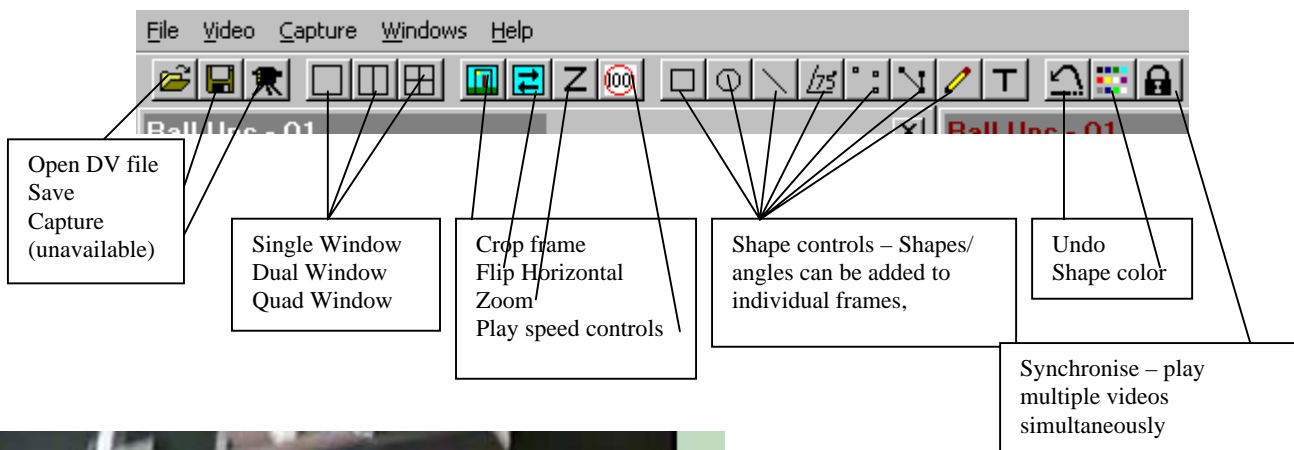 File Video Capture Windows Help
Z 100 75 T
Ball Ups - 01
Ball Ups - 01
Open DV file
Save
Capture
(unavailable)
Single Window
Dual Window
Quad Window
Crop frame
Flip Horizontal
Zoom
Play speed controls
Shape controls – Shapes/
angles can be added to
individual frames,
Undo
Shape color
Synchronise – play
multiple videos
simultaneously